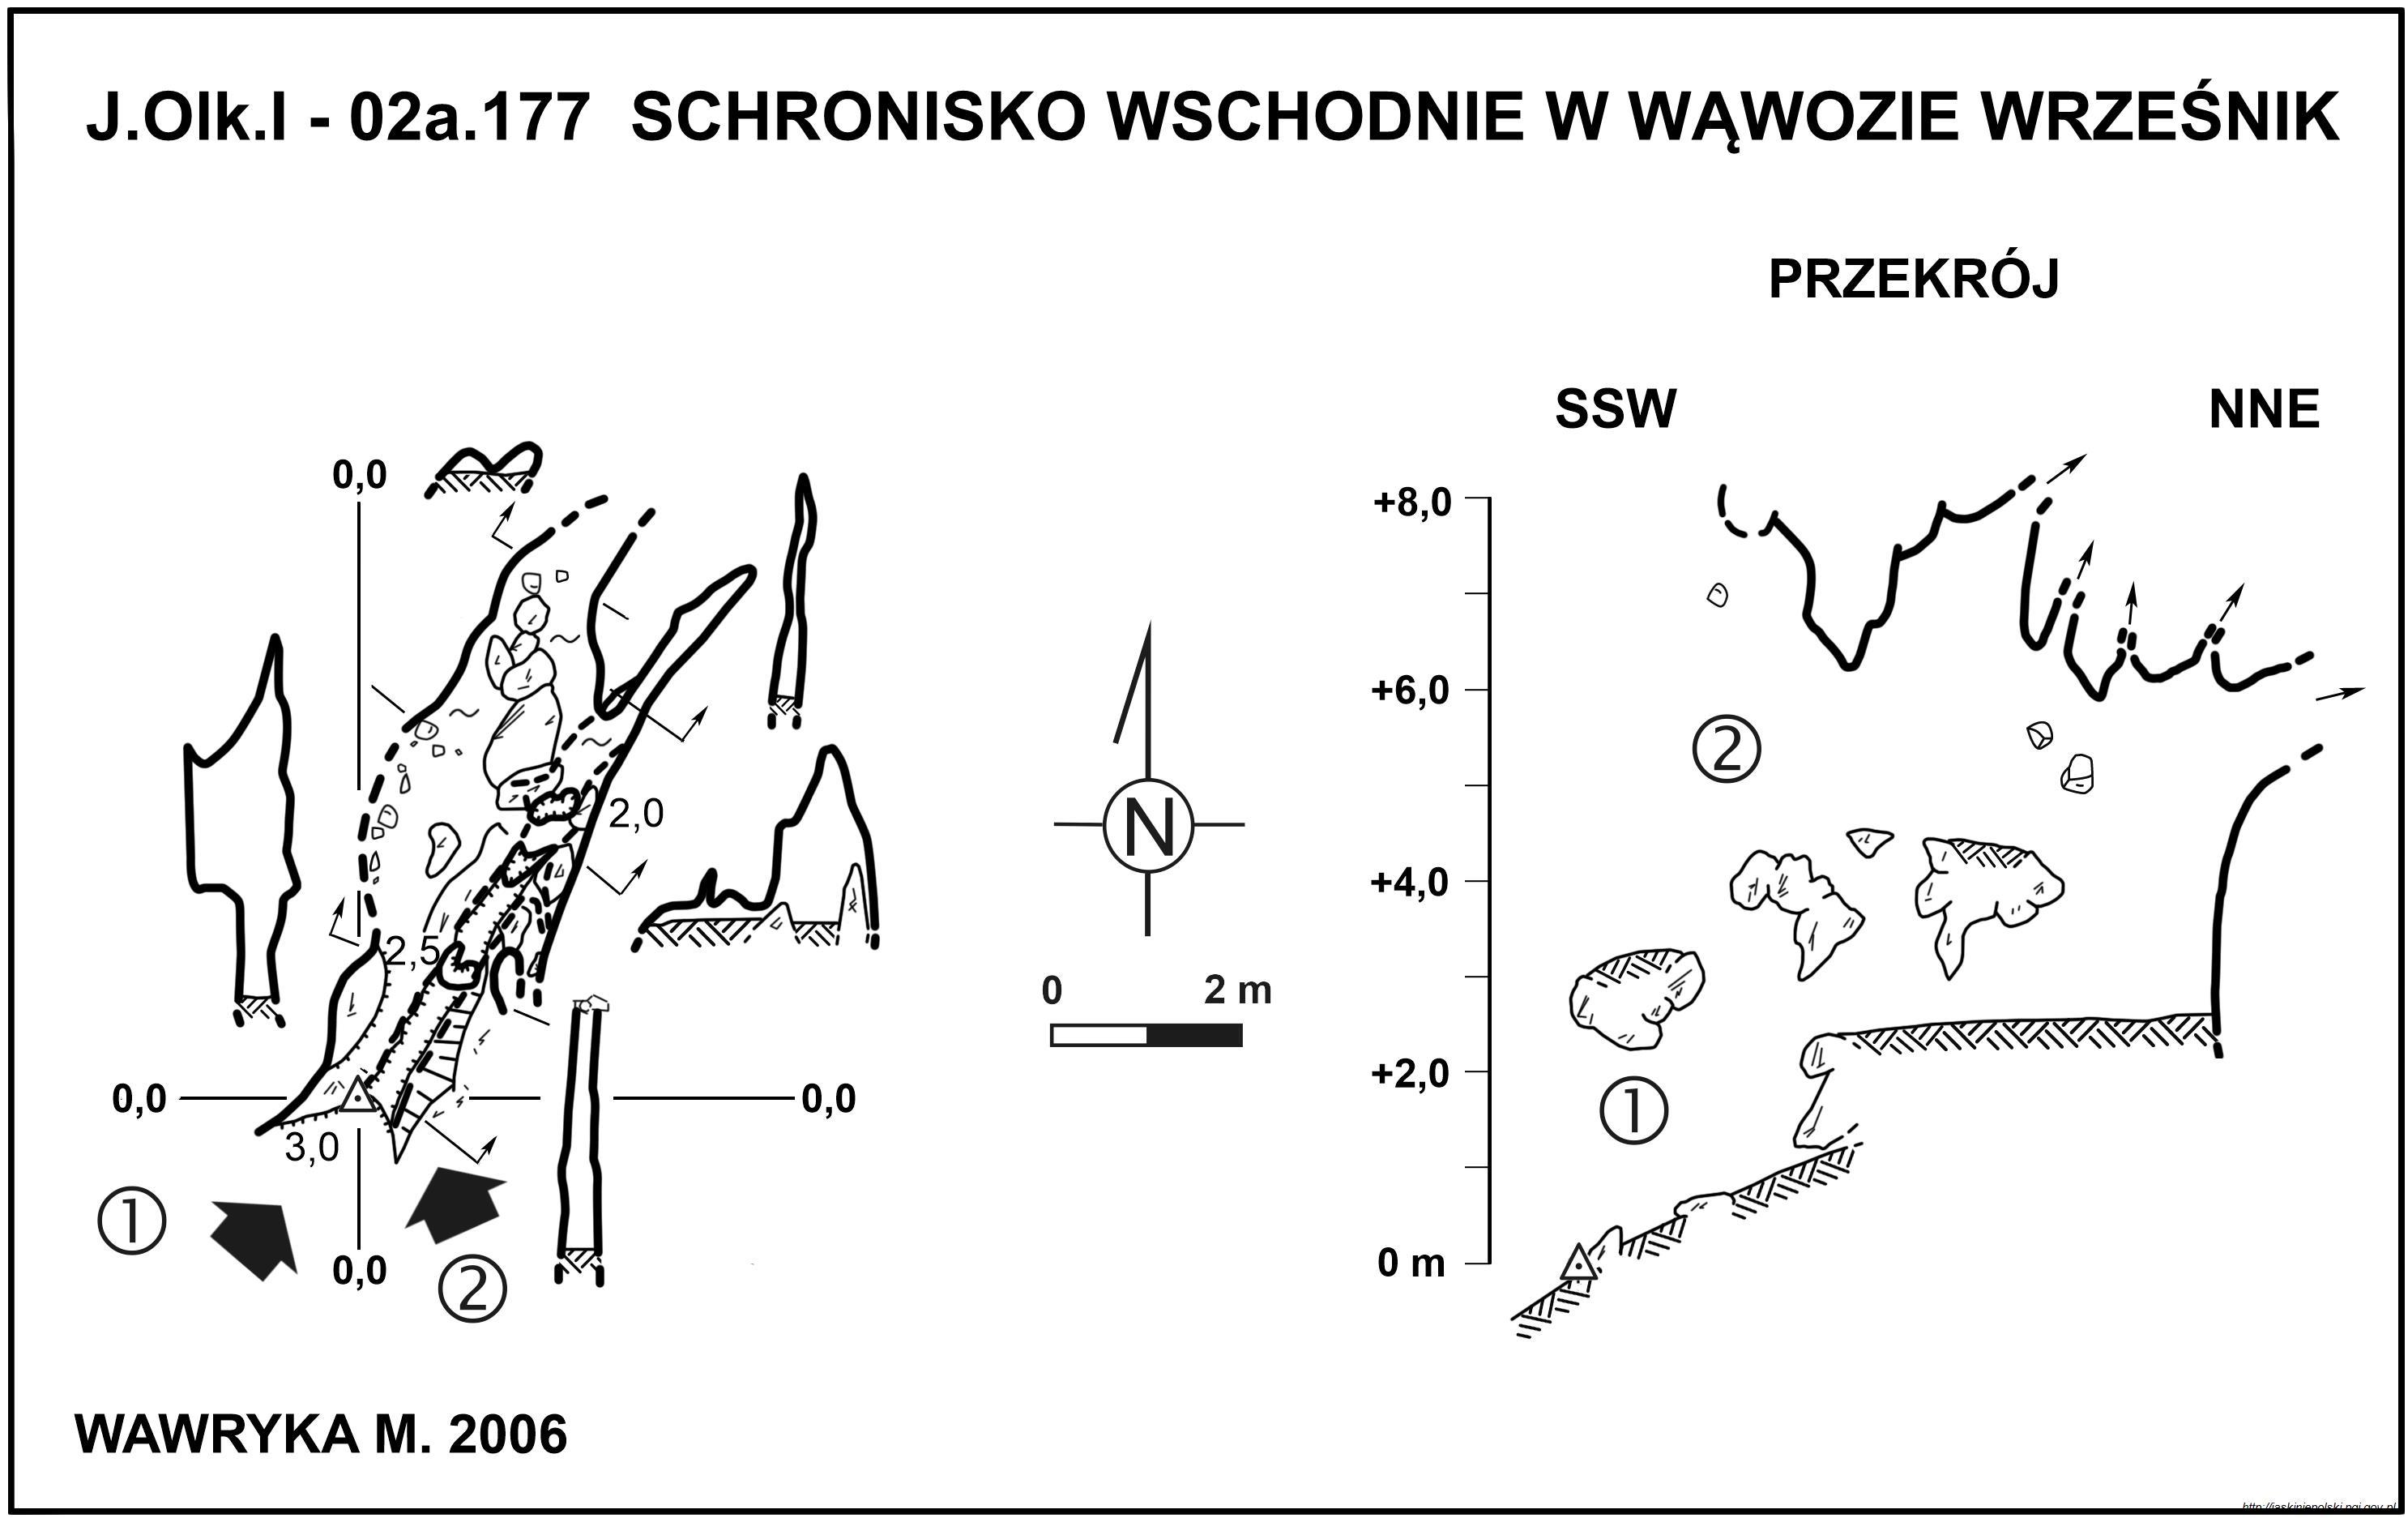 J.Olk.I - 02a.177 SCHRONISKO WSCHODNIE W WĄWOZIE WRZEŚNIK
PRZEKRÓJ
SSW NNE
0,0
+8,0
+6,0
2
2,0
N
+4,0
2,5
0 2 m
+2,0
1
0,0 0,0
3,0
1
0,0
2
0 m
WAWRYKA M. 2006
http://jaskiniepolski.pgi.gov.pl